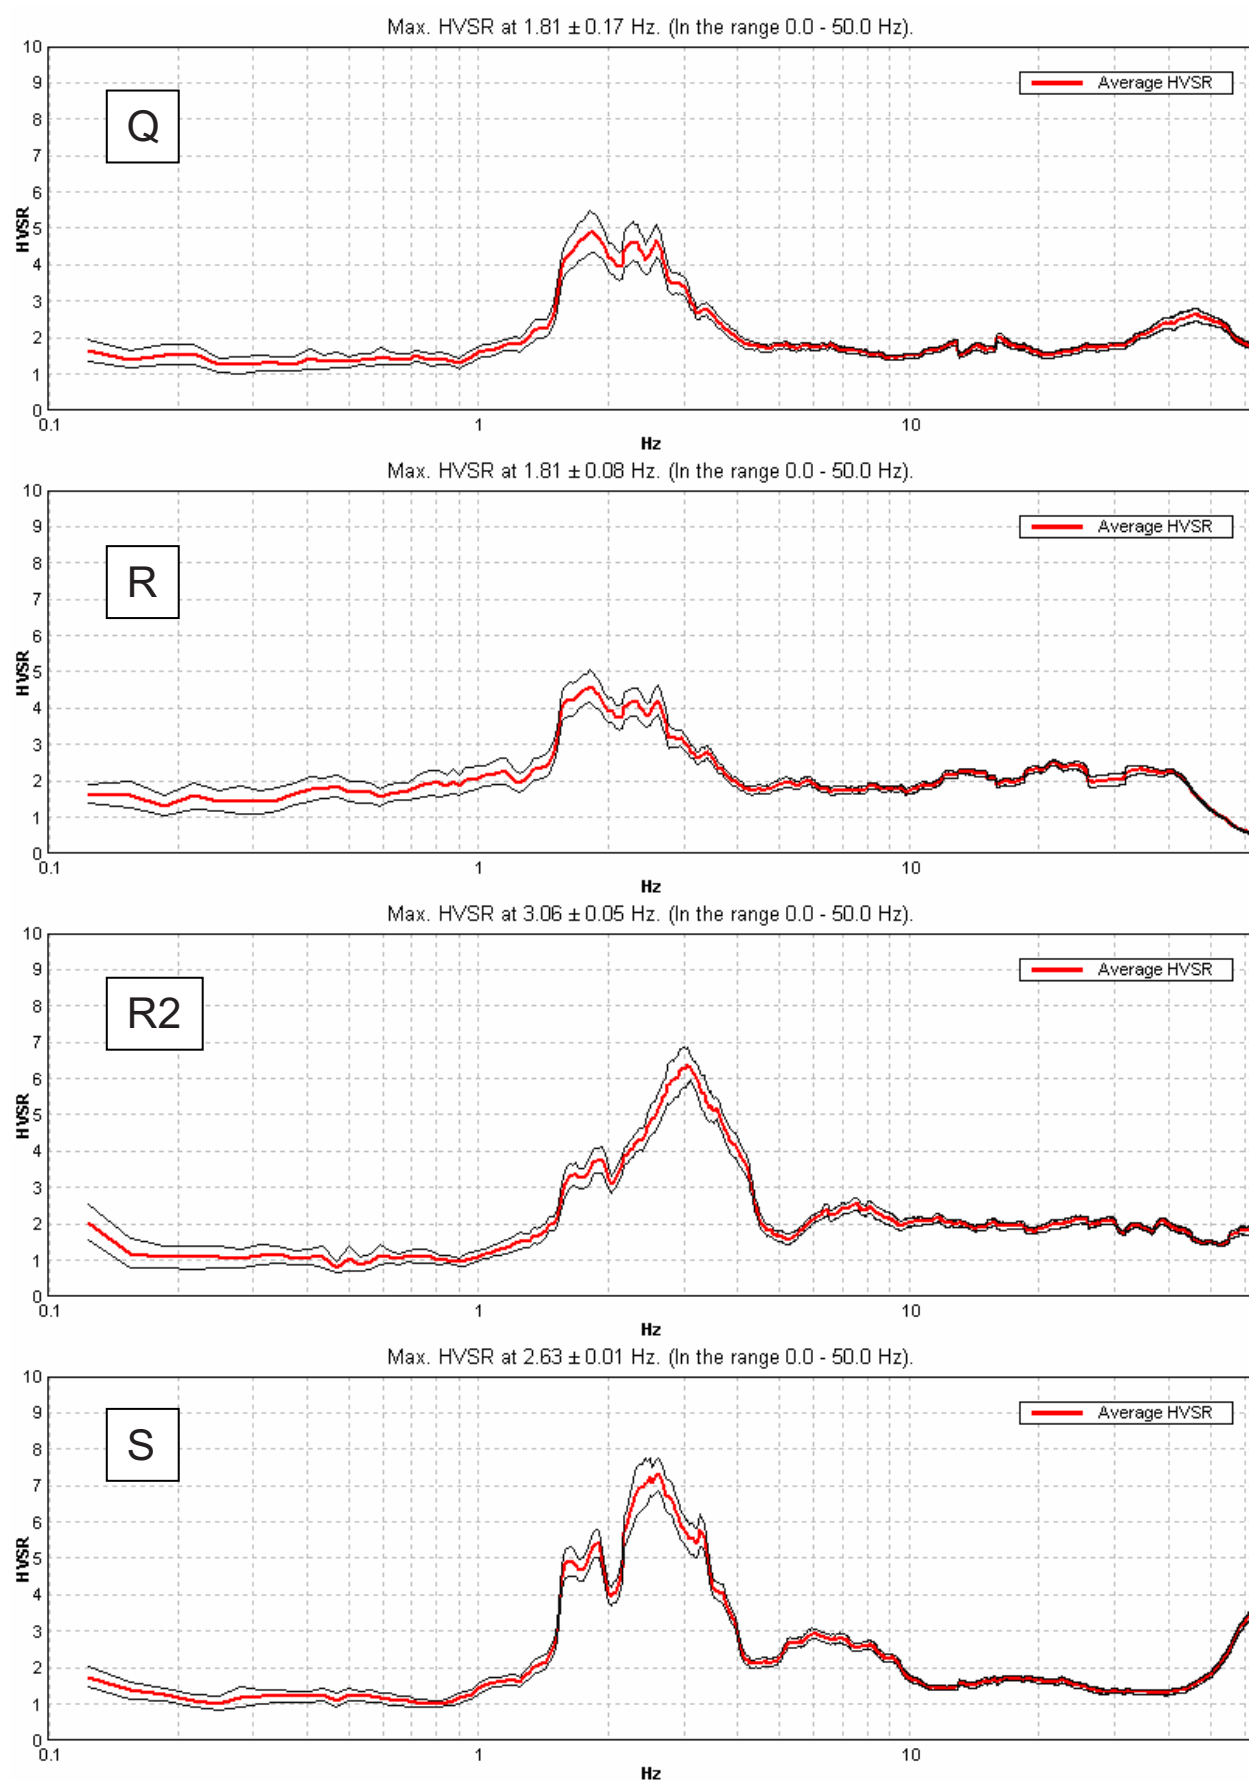 Max. HVSR at 1.81 ± 0.17 Hz. (In the range 0.0 - 50.0 Hz).
10
9
8
7
6
5
4
3
2
1
0
HVSR
Q
Average HVSR
0.1 1 10
Hz
Max. HVSR at 1.81 ± 0.08 Hz. (In the range 0.0 - 50.0 Hz).
10
9
8
7
6
5
4
3
2
1
0
HVSR
R
Average HVSR
0.1 1 10
Hz
Max. HVSR at 3.06 ± 0.05 Hz. (In the range 0.0 - 50.0 Hz).
10
9
8
7
6
5
4
3
2
1
0
HVSR
R2
Average HVSR
0.1 1 10
Hz
Max. HVSR at 2.63 ± 0.01 Hz. (In the range 0.0 - 50.0 Hz).
10
9
8
7
6
5
4
3
2
1
0
HVSR
S
Average HVSR
0.1 1 10
Hz